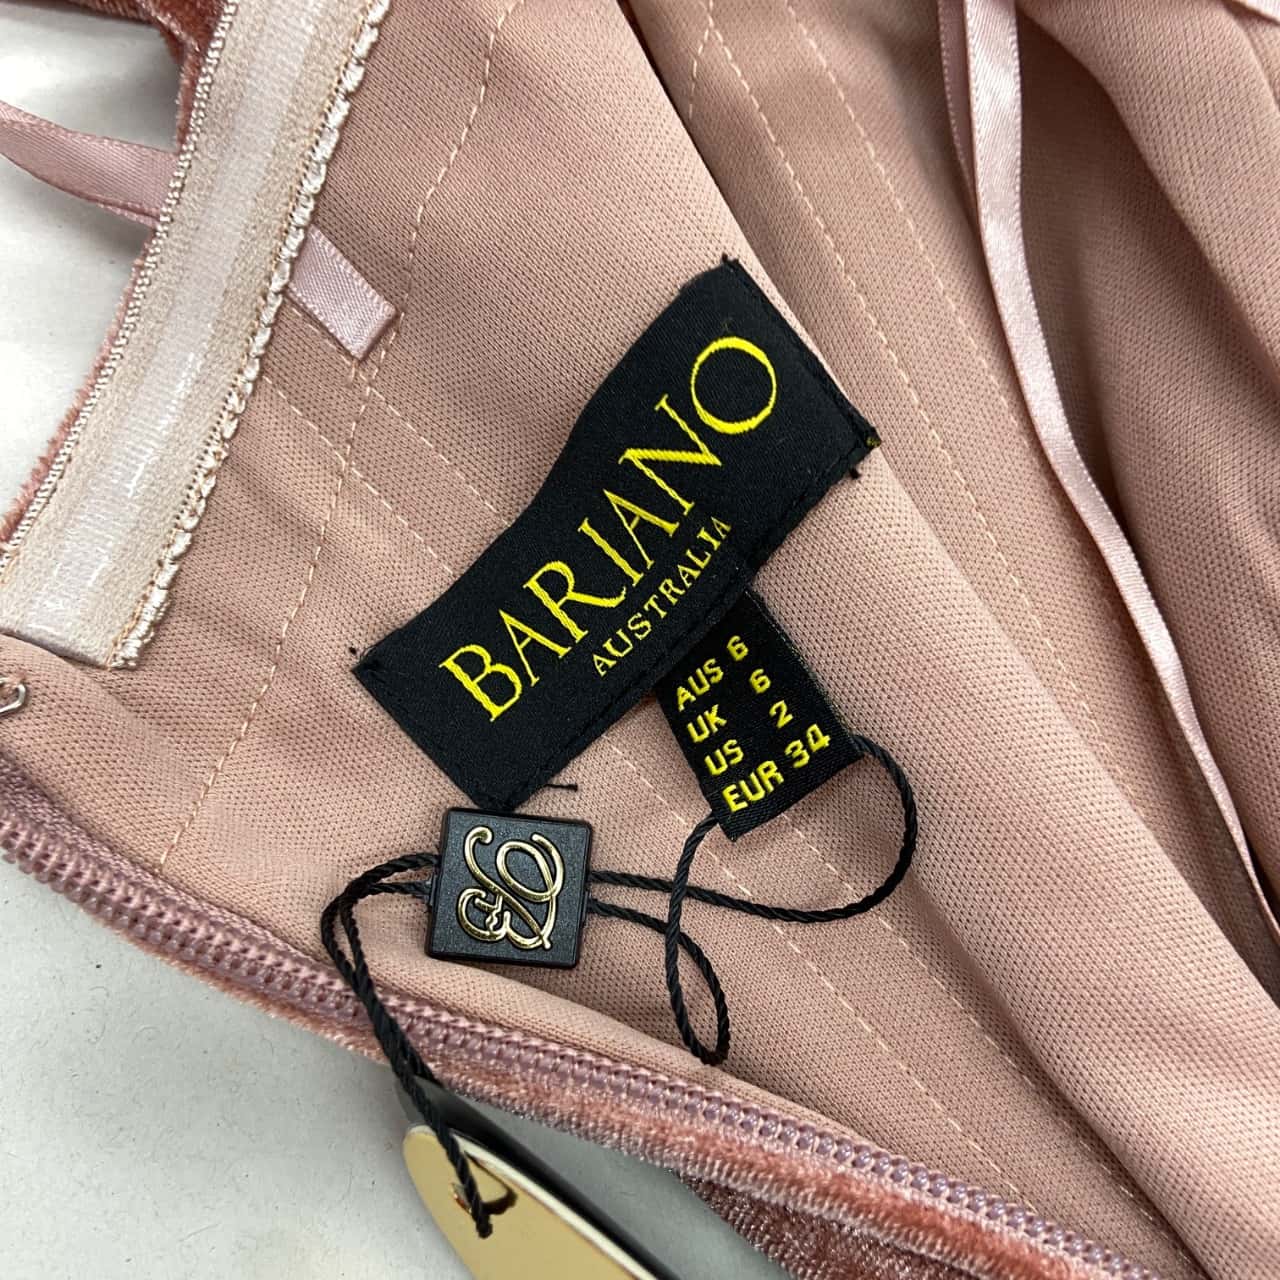 BARIANO
AUSTRALIA
AUS 6
UK 6
US 2
EUR 34